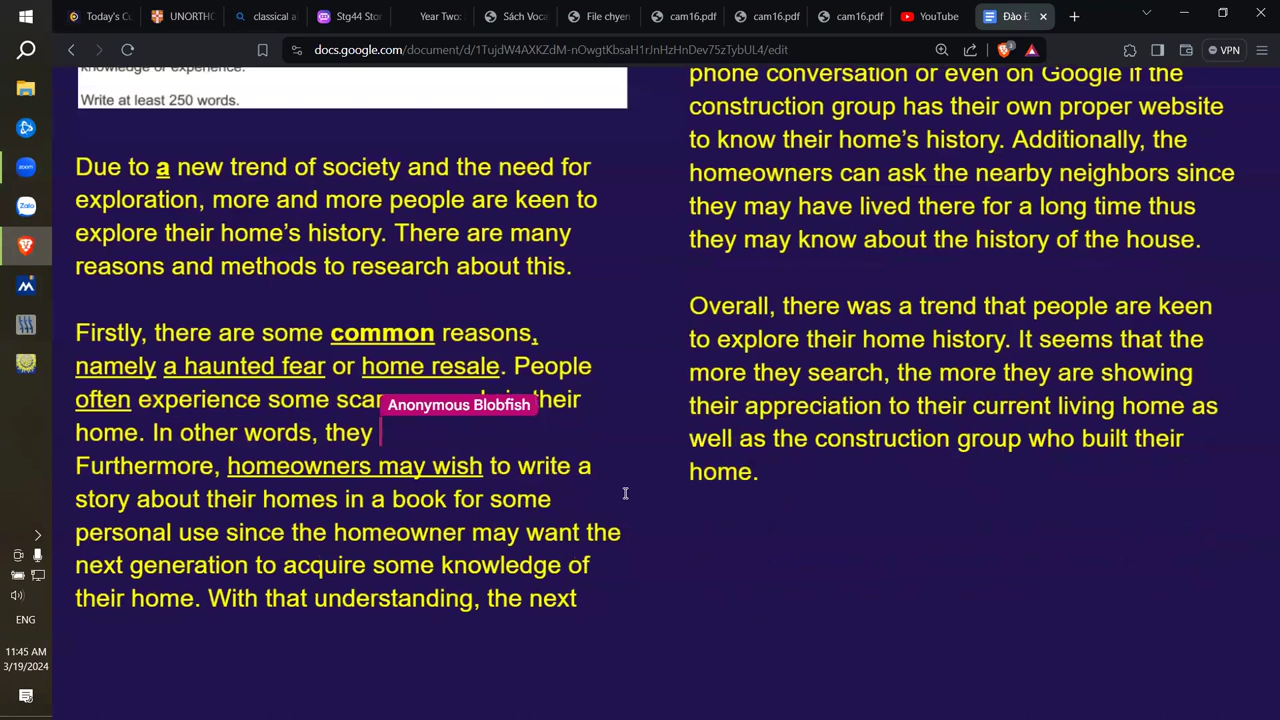 Today's Cu
UNORTHO
classical a
Stg44 Stor
Year Two:
Sách Voca
File chyen
cam16.pdf
cam16.pdf
cam16.pdf
YouTube
Đào Đ
docs.google.com/document/d/1TujdW4AXKZdM-nOwgtKbsaH1rJnHzHnDev75zTybUL4/edit
1
VPN
knowledge or experience.
Write at least 250 words.
Due to a new trend of society and the need for
exploration, more and more people are keen to
explore their home's history. There are many
reasons and methods to research about this.
Firstly, there are some common reasons,
namely a haunted fear or home resale. People
often experience some scar
their
Anonymous Blobfish
home. In other words, they
Furthermore, homeowners may wish to write a
story about their homes in a book for some
personal use since the homeowner may want the
next generation to acquire some knowledge of
their home. With that understanding, the next
phone conversation or even on Google if the
construction group has their own proper website
to know their home's history. Additionally, the
homeowners can ask the nearby neighbors since
they may have lived there for a long time thus
they may know about the history of the house.
Overall, there was a trend that people are keen
to explore their home history. It seems that the
more they search, the more they are showing
their appreciation to their current living home as
well as the construction group who built their
home.
zoom
Zalo
ENG
11:45 AM
3/19/2024